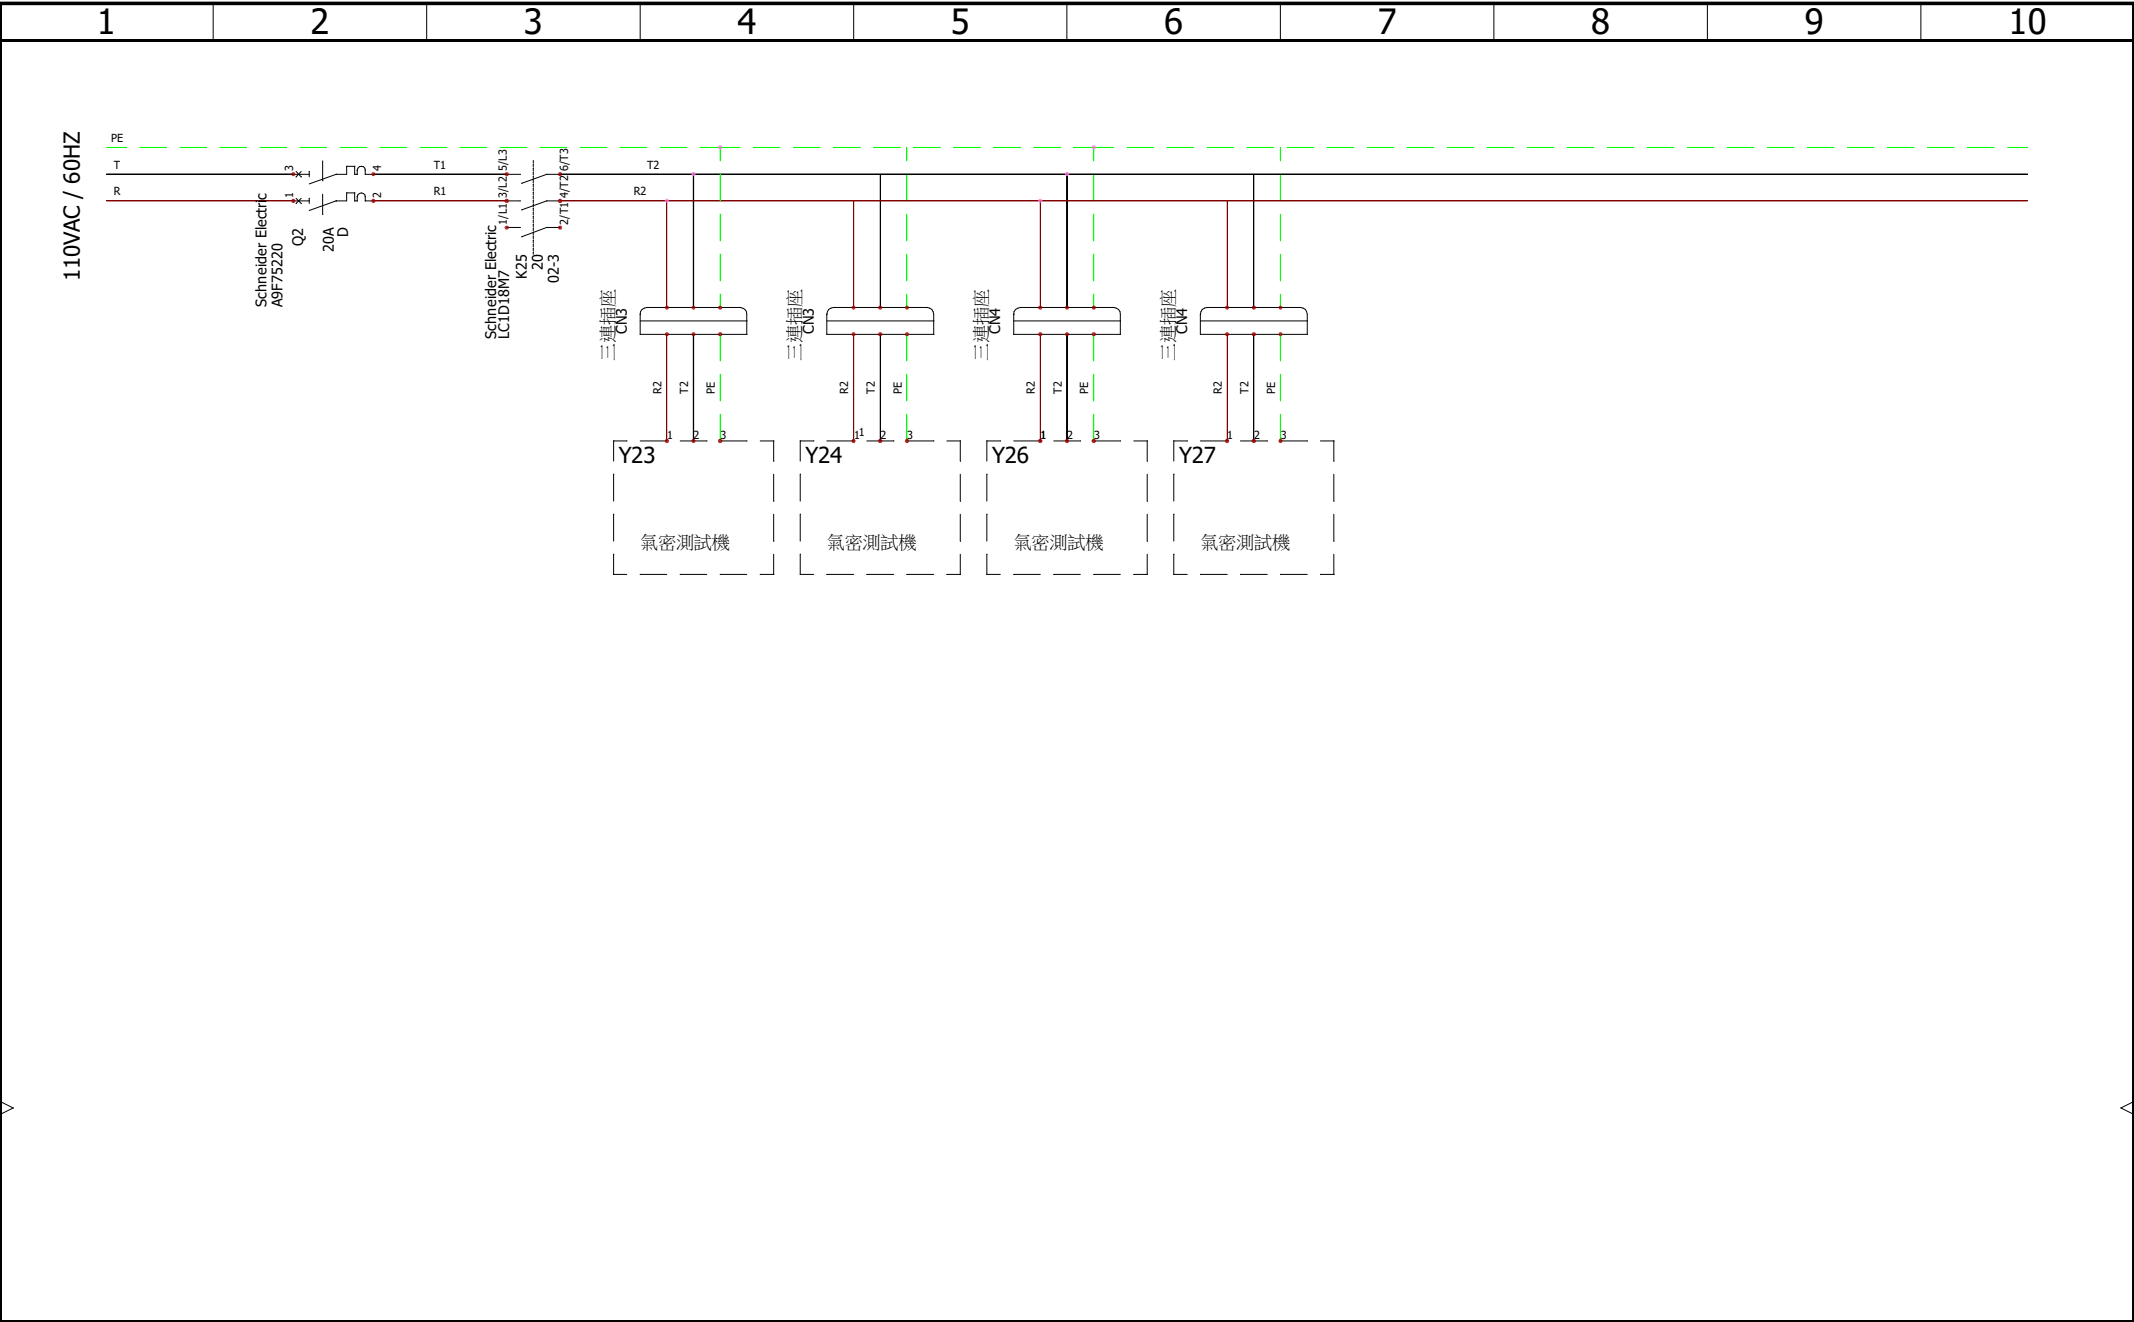 1 2 3 4 5 6 7 8 9 10
110VAC / 60HZ
PE
T
R
3
4
1
2
Schneider Electric
A9F75220
Q2
20A
D
T1
R1
5/L3
3/L2
1/L1
6/T3
4/T2
2/T1
Schneider Electric
LC1D18M7
K25
20
02-3
T2
R2
三連插座
CN3
三連插座
CN3
三連插座
CN4
三連插座
CN4
R2 T2 PE
R2 T2 PE
R2 T2 PE
R2 T2 PE
1 2 3
1 1 2 3
1 2 3
1 2 3
Y23
Y24
Y26
Y27
氣密測試機
氣密測試機
氣密測試機
氣密測試機